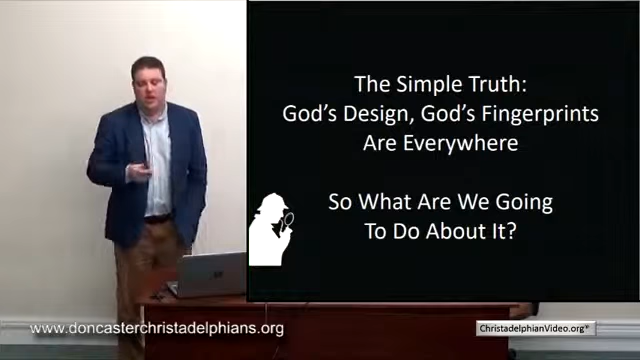 The Simple Truth:
God's Design, God's Fingerprints
Are Everywhere
So What Are We Going
To Do About It?
www.doncasterchristadelphians.org
ChristadelphianVideo.org®